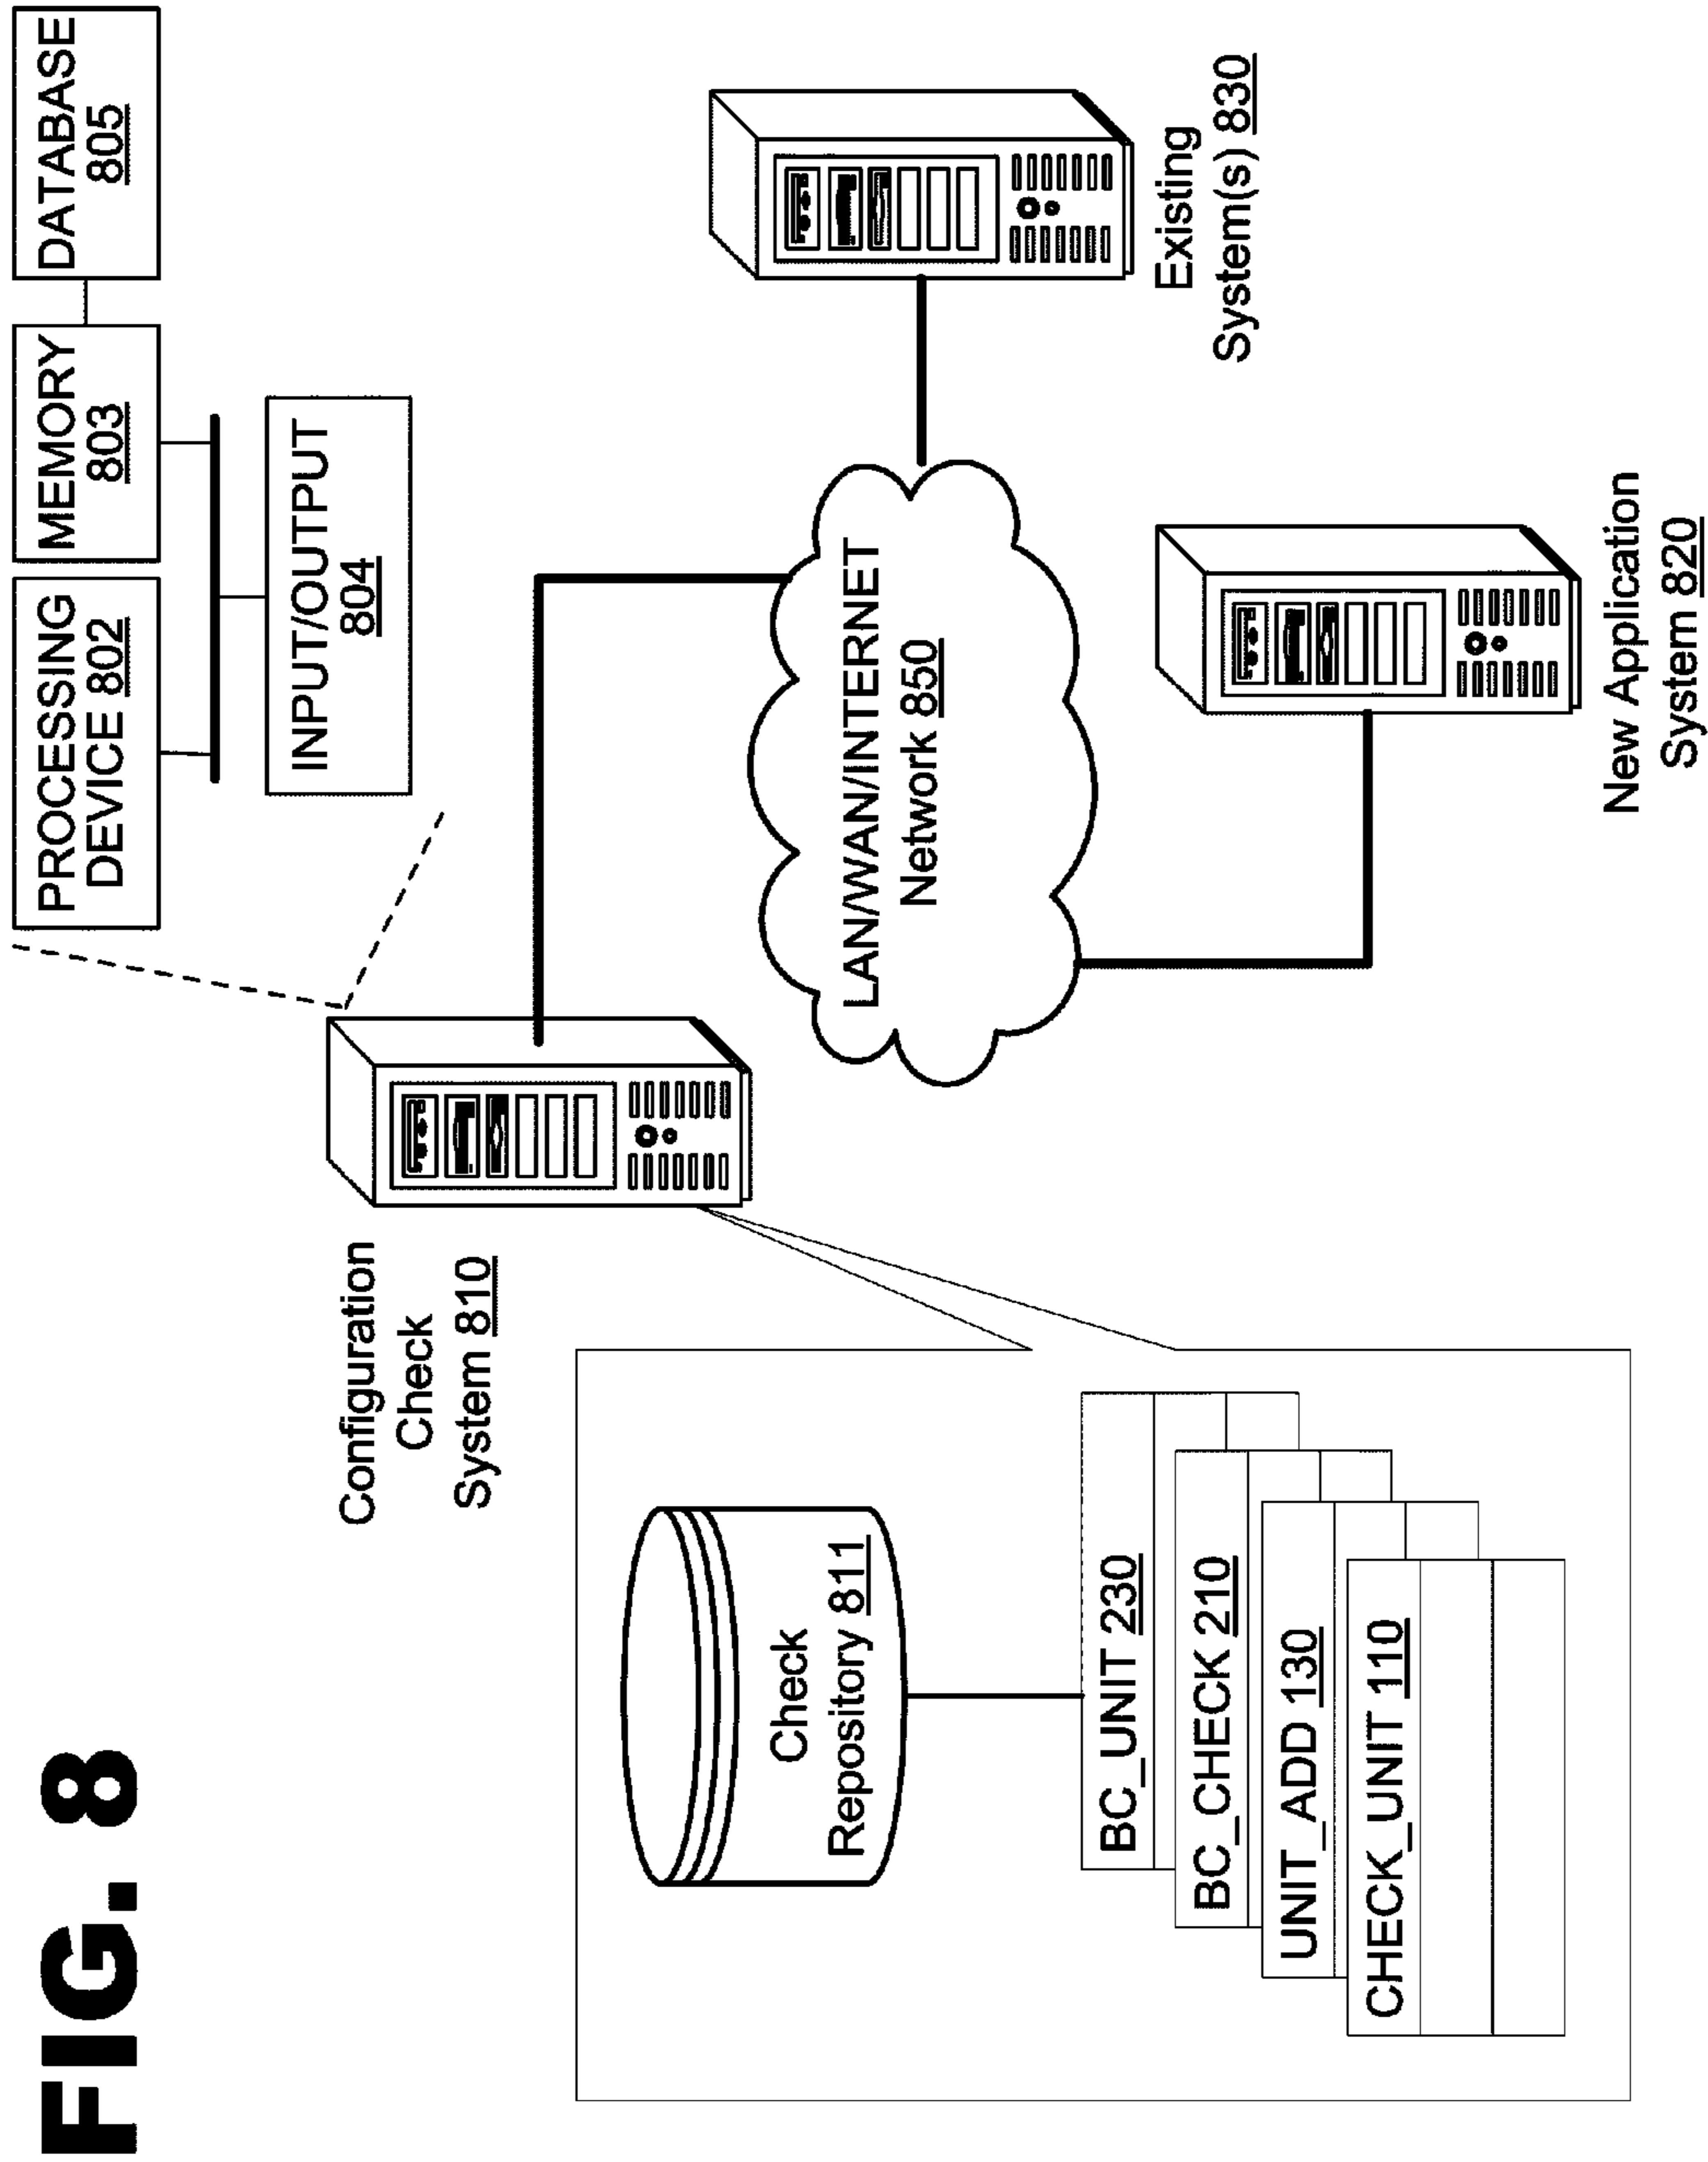 FIG. 8
PROCESSING
DEVICE 802
MEMORY
803
DATABASE
805
INPUT/OUTPUT
804
Configuration
Check
System 810
Check
Repository 811
BC_UNIT 230
BC_CHECK 210
UNIT_ADD 130
CHECK_UNIT 110
LAN/WAN/INTERNET
Network 850
Existing
System(s) 830
New Application
System 820